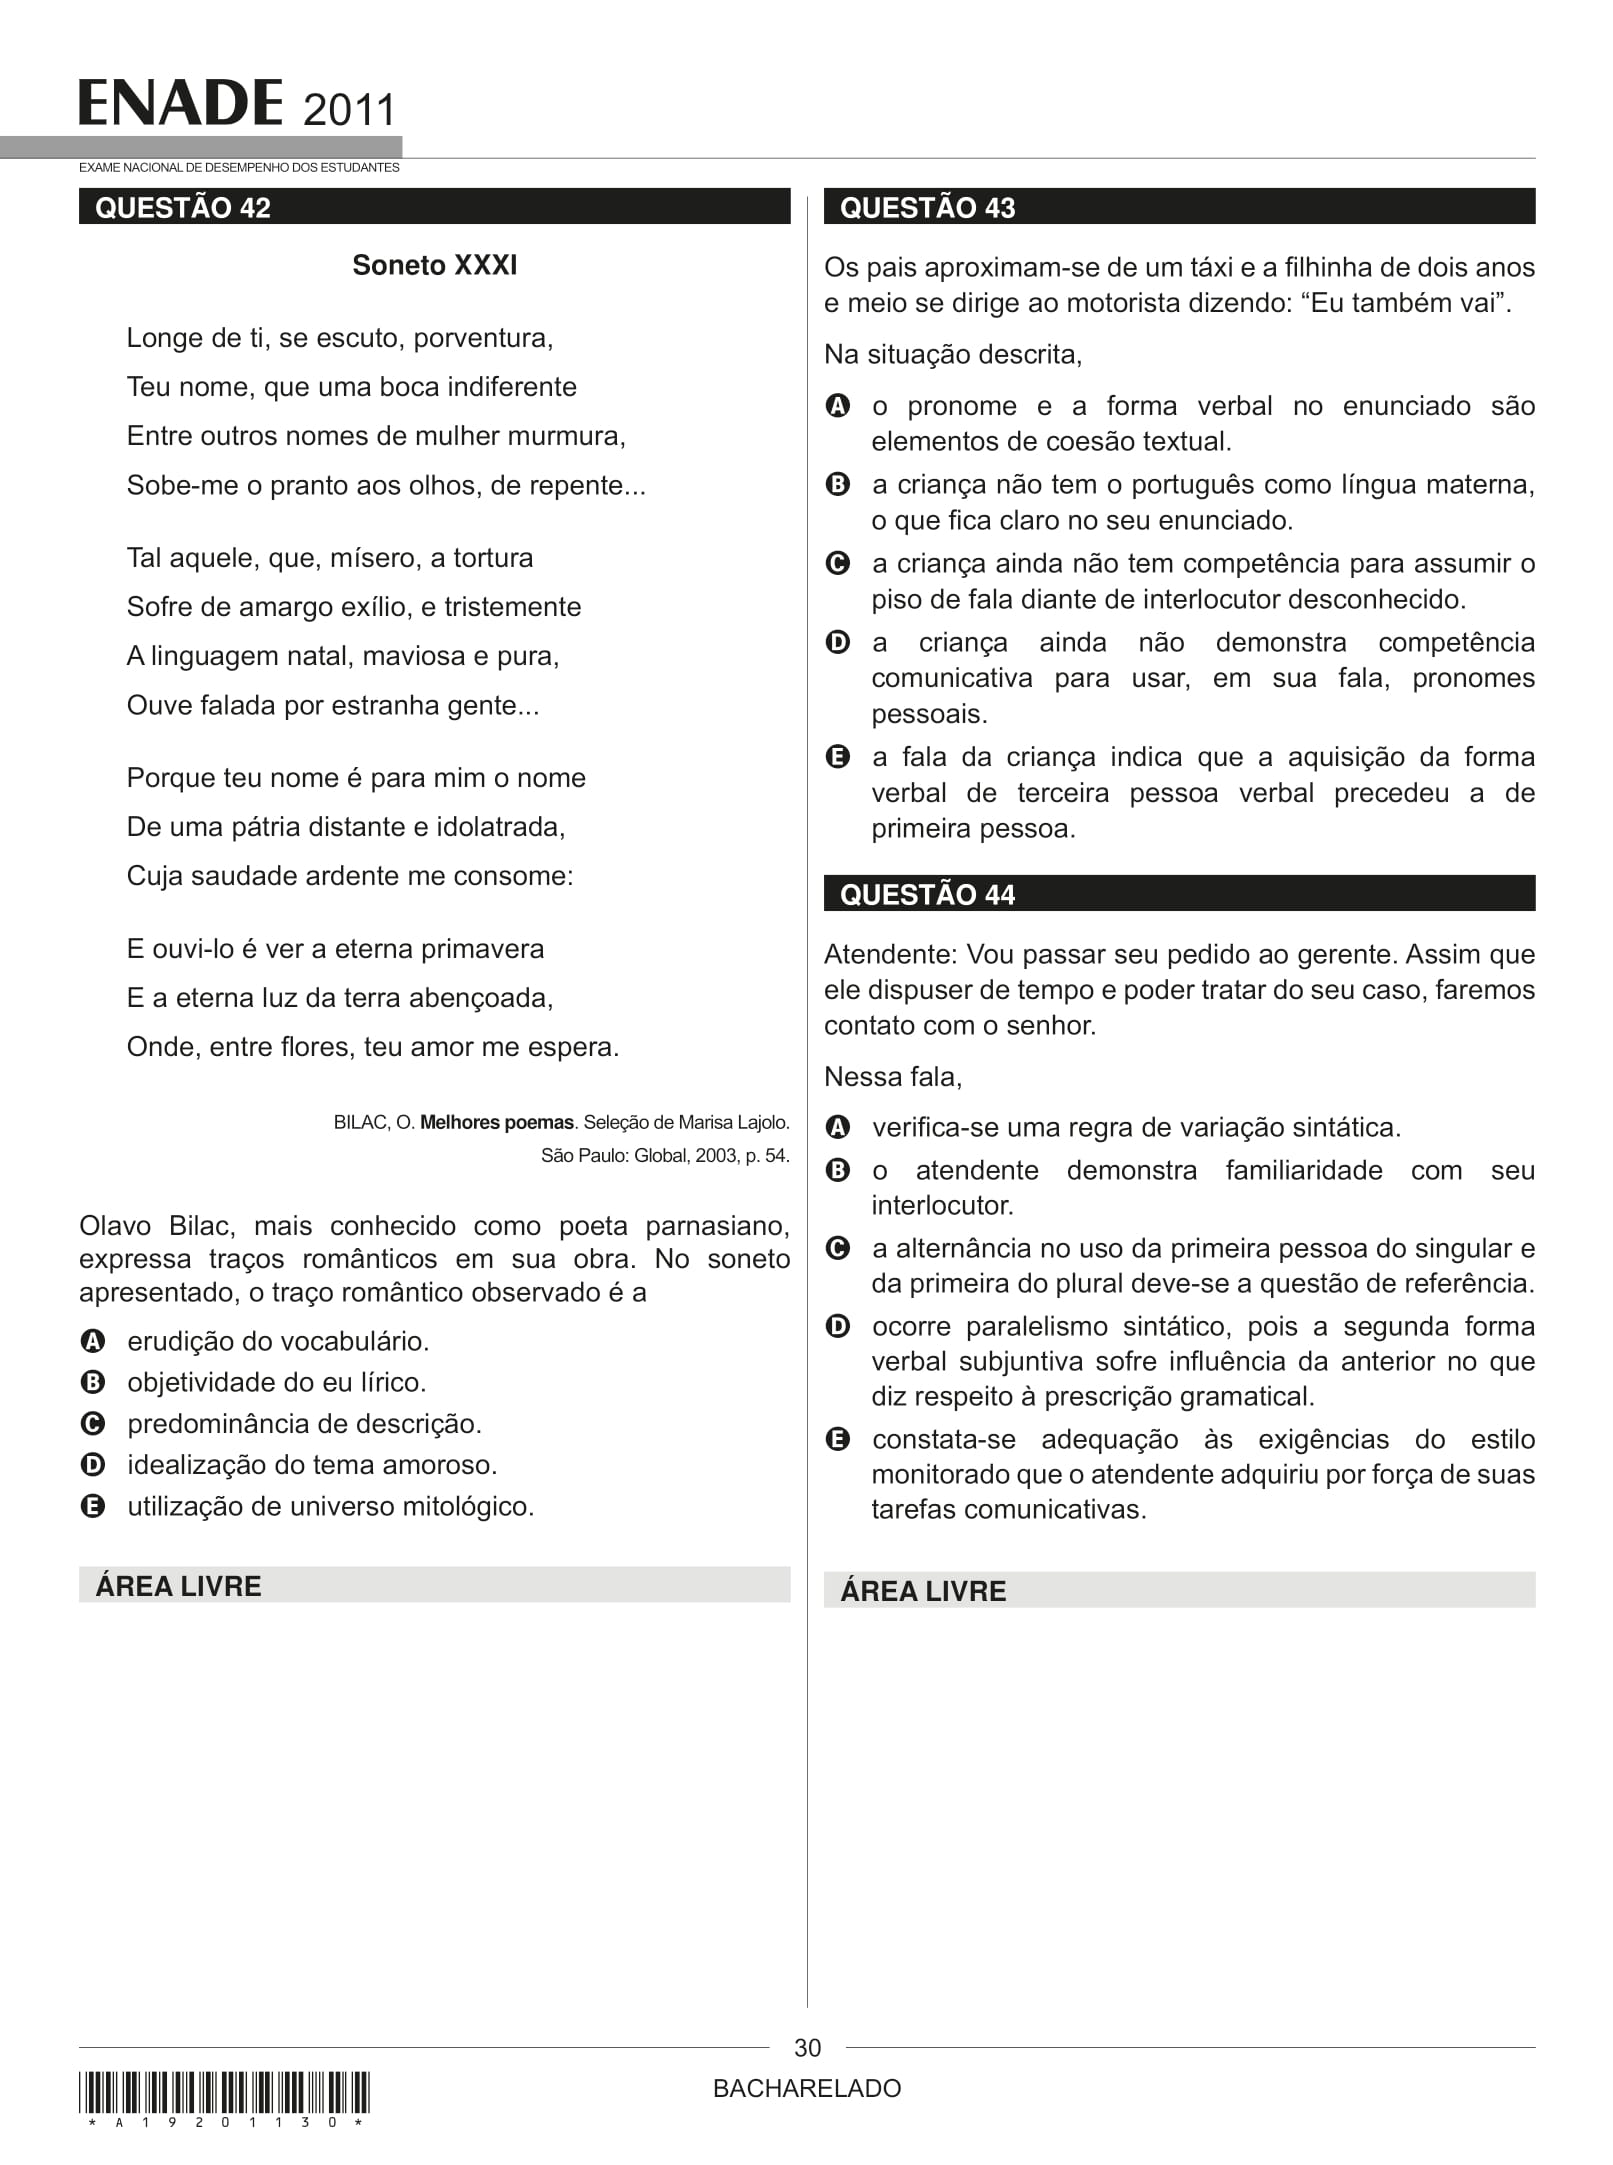 ENADE 2011
EXAME NACIONAL DE DESEMPENHO DOS ESTUDANTES
QUESTÃO 42
Soneto XXXI
Longe de ti, se escuto, porventura,
Teu nome, que uma boca indiferente
Entre outros nomes de mulher murmura,
Sobe-me o pranto aos olhos, de repente...
Tal aquele, que, mísero, a tortura
Sofre de amargo exílio, e tristemente
A linguagem natal, maviosa e pura,
Ouve falada por estranha gente...
Porque teu nome é para mim o nome
De uma pátria distante e idolatrada,
Cuja saudade ardente me consome:
E ouvi-lo é ver a eterna primavera
E a eterna luz da terra abençoada,
Onde, entre flores, teu amor me espera.
BILAC, O. Melhores poemas. Seleção de Marisa Lajolo.
São Paulo: Global, 2003, p. 54.
Olavo Bilac, mais conhecido como poeta parnasiano,
expressa traços românticos em sua obra. No soneto
apresentado, o traço romântico observado é a
A erudição do vocabulário.
B objetividade do eu lírico.
C predominância de descrição.
D idealização do tema amoroso.
E utilização de universo mitológico.
ÁREA LIVRE
QUESTÃO 43
Os pais aproximam-se de um táxi e a filhinha de dois anos
e meio se dirige ao motorista dizendo: “Eu também vai”.
Na situação descrita,
A o pronome e a forma verbal no enunciado são
elementos de coesão textual.
B a criança não tem o português como língua materna,
o que fica claro no seu enunciado.
C a criança ainda não tem competência para assumir o
piso de fala diante de interlocutor desconhecido.
D a criança ainda não demonstra competência
comunicativa para usar, em sua fala, pronomes
pessoais.
E a fala da criança indica que a aquisição da forma
verbal de terceira pessoa verbal precedeu a de
primeira pessoa.
QUESTÃO 44
Atendente: Vou passar seu pedido ao gerente. Assim que
ele dispuser de tempo e poder tratar do seu caso, faremos
contato com o senhor.
Nessa fala,
A verifica-se uma regra de variação sintática.
B o atendente demonstra familiaridade com seu
interlocutor.
C a alternância no uso da primeira pessoa do singular e
da primeira do plural deve-se a questão de referência.
D ocorre paralelismo sintático, pois a segunda forma
verbal subjuntiva sofre influência da anterior no que
diz respeito à prescrição gramatical.
E constata-se adequação às exigências do estilo
monitorado que o atendente adquiriu por força de suas
tarefas comunicativas.
ÁREA LIVRE
30
BACHARELADO
* A 1 9 2 0 1 1 3 0 *